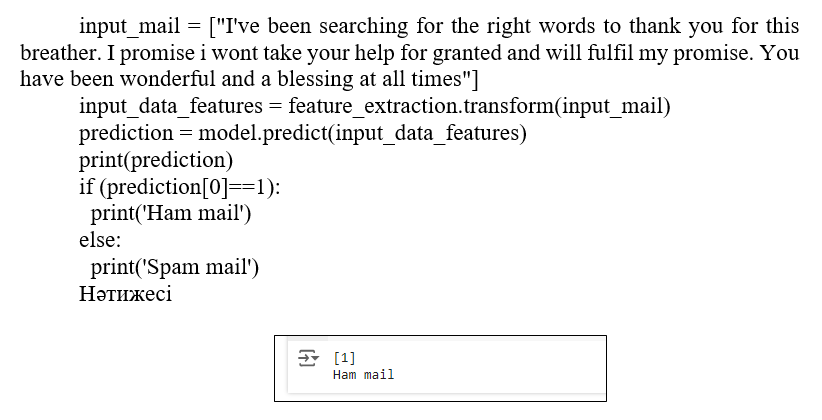 input_mail = ["I've been searching for the right words to thank you for this
breather. I promise i wont take your help for granted and will fulfil my promise. You
have been wonderful and a blessing at all times"]
input_data_features = feature_extraction.transform(input_mail)
prediction = model.predict(input_data_features)
print(prediction)
if (prediction[0]==1):
print('Ham mail')
else:
print('Spam mail')
Нәтижесі
[1]
Ham mail